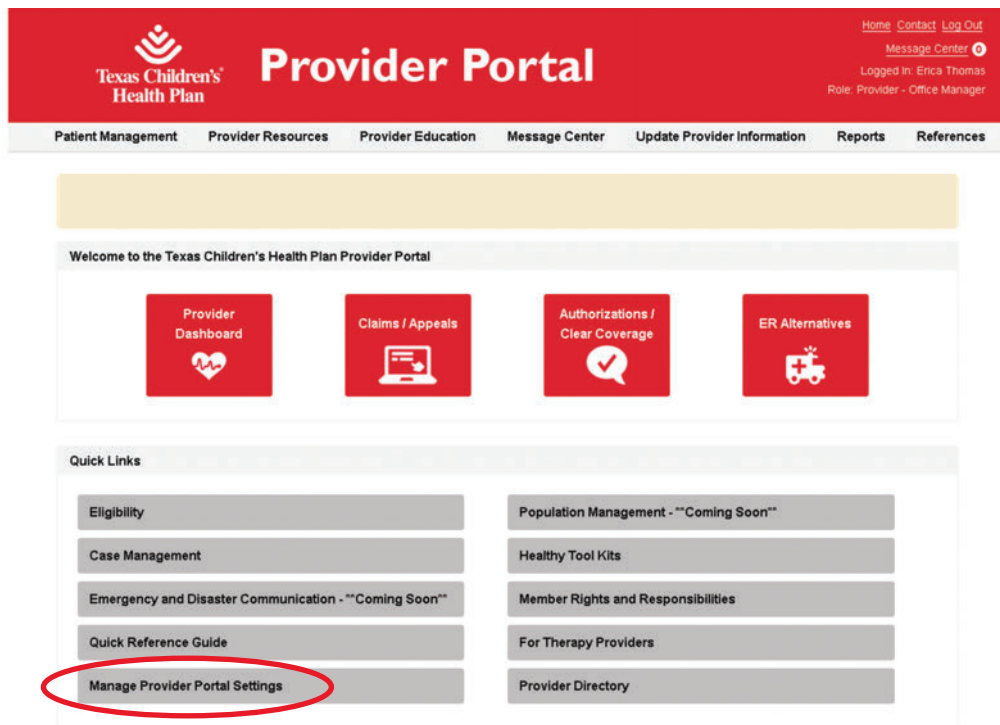 Home Contact Log Out
Message Center 0
Logged In: Erica Thomas
Role: Provider - Office Manager
Texas Children's
Health Plan
Provider Portal
Patient Management Provider Resources Provider Education Message Center Update Provider Information Reports References
Welcome to the Texas Children's Health Plan Provider Portal
Provider
Dashboard
Claims / Appeals
Authorizations /
Clear Coverage
ER Alternatives
Quick Links
Eligibility
Population Management - **Coming Soon**
Case Management
Healthy Tool Kits
Emergency and Disaster Communication - **Coming Soon**
Member Rights and Responsibilities
Quick Reference Guide
For Therapy Providers
Manage Provider Portal Settings
Provider Directory